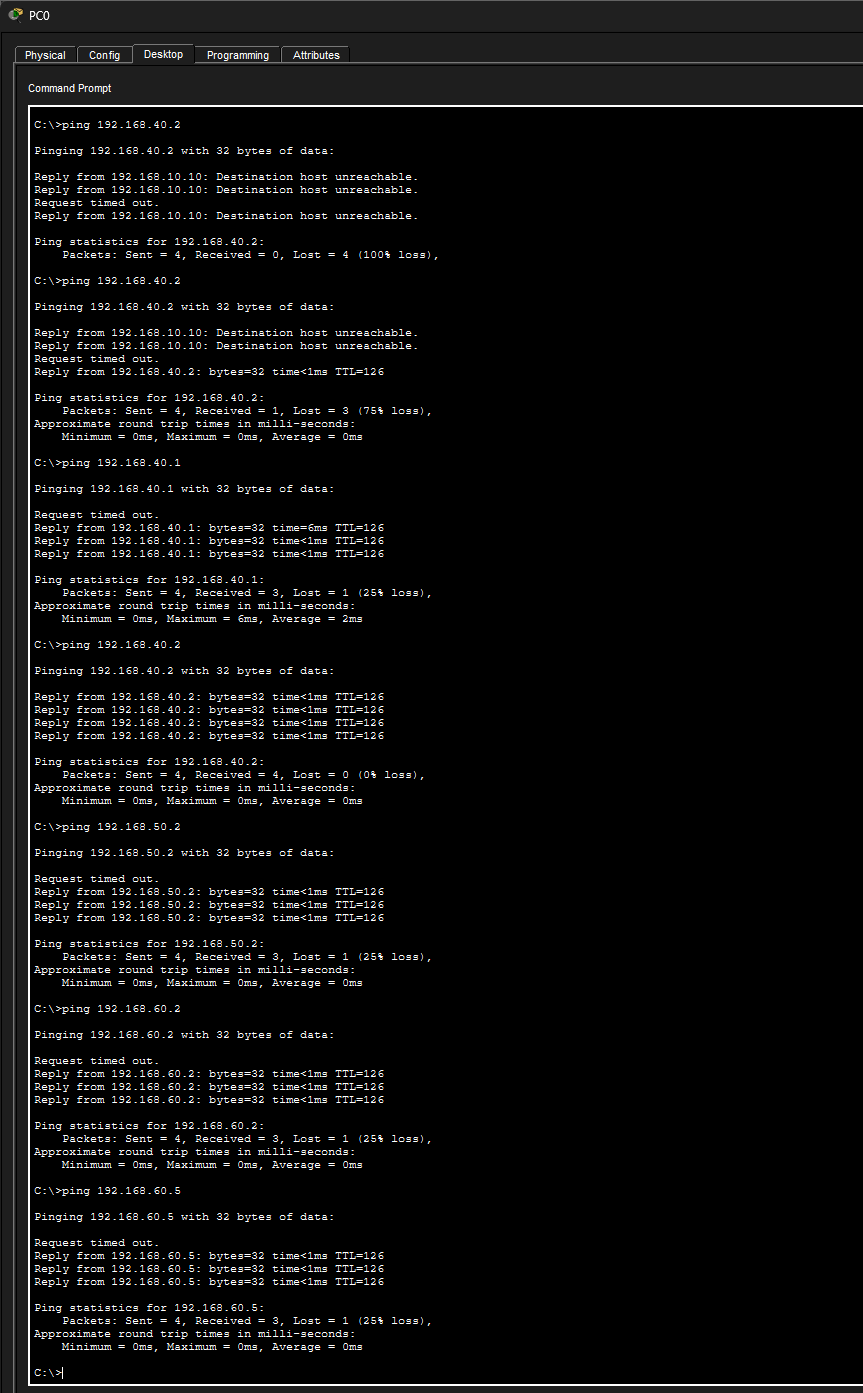 PC0
Physical Config Desktop Programming Attributes
Command Prompt
C:\>ping 192.168.40.2
Pinging 192.168.40.2 with 32 bytes of data:
Reply from 192.168.10.10: Destination host unreachable.
Reply from 192.168.10.10: Destination host unreachable.
Request timed out.
Reply from 192.168.10.10: Destination host unreachable.
Ping statistics for 192.168.40.2:
    Packets: Sent = 4, Received = 0, Lost = 4 (100% loss),
C:\>ping 192.168.40.2
Pinging 192.168.40.2 with 32 bytes of data:
Reply from 192.168.10.10: Destination host unreachable.
Reply from 192.168.10.10: Destination host unreachable.
Request timed out.
Reply from 192.168.40.2: bytes=32 time<1ms TTL=126
Ping statistics for 192.168.40.2:
    Packets: Sent = 4, Received = 1, Lost = 3 (75% loss),
Approximate round trip times in milli-seconds:
    Minimum = 0ms, Maximum = 0ms, Average = 0ms
C:\>ping 192.168.40.1
Pinging 192.168.40.1 with 32 bytes of data:
Request timed out.
Reply from 192.168.40.1: bytes=32 time=6ms TTL=126
Reply from 192.168.40.1: bytes=32 time<1ms TTL=126
Reply from 192.168.40.1: bytes=32 time<1ms TTL=126
Ping statistics for 192.168.40.1:
    Packets: Sent = 4, Received = 3, Lost = 1 (25% loss),
Approximate round trip times in milli-seconds:
    Minimum = 0ms, Maximum = 6ms, Average = 2ms
C:\>ping 192.168.40.2
Pinging 192.168.40.2 with 32 bytes of data:
Reply from 192.168.40.2: bytes=32 time<1ms TTL=126
Reply from 192.168.40.2: bytes=32 time<1ms TTL=126
Reply from 192.168.40.2: bytes=32 time<1ms TTL=126
Reply from 192.168.40.2: bytes=32 time<1ms TTL=126
Ping statistics for 192.168.40.2:
    Packets: Sent = 4, Received = 4, Lost = 0 (0% loss),
Approximate round trip times in milli-seconds:
    Minimum = 0ms, Maximum = 0ms, Average = 0ms
C:\>ping 192.168.50.2
Pinging 192.168.50.2 with 32 bytes of data:
Request timed out.
Reply from 192.168.50.2: bytes=32 time<1ms TTL=126
Reply from 192.168.50.2: bytes=32 time<1ms TTL=126
Reply from 192.168.50.2: bytes=32 time<1ms TTL=126
Ping statistics for 192.168.50.2:
    Packets: Sent = 4, Received = 3, Lost = 1 (25% loss),
Approximate round trip times in milli-seconds:
    Minimum = 0ms, Maximum = 0ms, Average = 0ms
C:\>ping 192.168.60.2
Pinging 192.168.60.2 with 32 bytes of data:
Request timed out.
Reply from 192.168.60.2: bytes=32 time<1ms TTL=126
Reply from 192.168.60.2: bytes=32 time<1ms TTL=126
Reply from 192.168.60.2: bytes=32 time<1ms TTL=126
Ping statistics for 192.168.60.2:
    Packets: Sent = 4, Received = 3, Lost = 1 (25% loss),
Approximate round trip times in milli-seconds:
    Minimum = 0ms, Maximum = 0ms, Average = 0ms
C:\>ping 192.168.60.5
Pinging 192.168.60.5 with 32 bytes of data:
Request timed out.
Reply from 192.168.60.5: bytes=32 time<1ms TTL=126
Reply from 192.168.60.5: bytes=32 time<1ms TTL=126
Reply from 192.168.60.5: bytes=32 time<1ms TTL=126
Ping statistics for 192.168.60.5:
    Packets: Sent = 4, Received = 3, Lost = 1 (25% loss),
Approximate round trip times in milli-seconds:
    Minimum = 0ms, Maximum = 0ms, Average = 0ms
C:\>